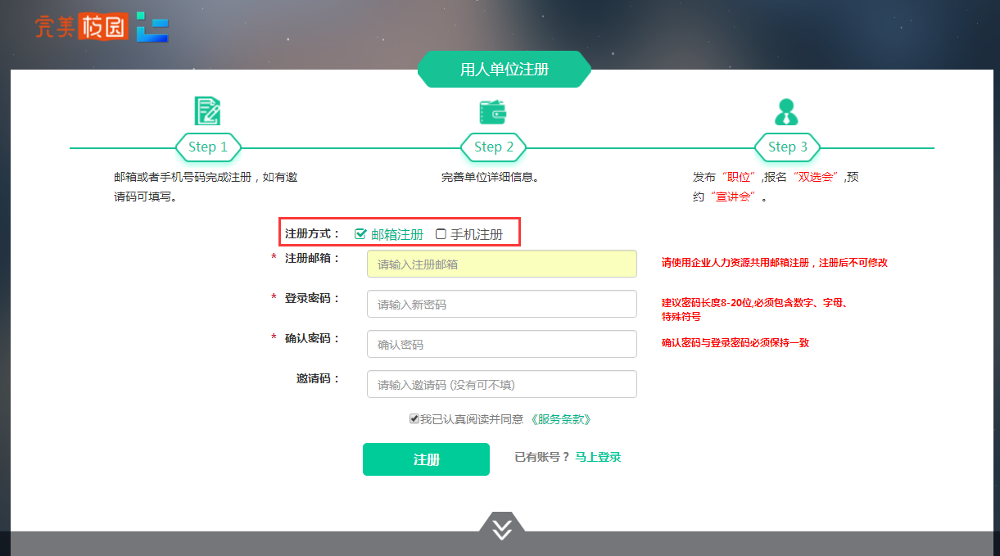 完美校园
用人单位注册
Step 1
Step 2
Step 3
邮箱或者手机号码完成注册，如有邀
请码可填写。
完善单位详细信息。
发布“职位”,报名“双选会”,预
约“宣讲会”。
注册方式： 邮箱注册 手机注册
* 注册邮箱： 请输入注册邮箱 请使用企业人力资源共用邮箱注册，注册后不可修改
* 登录密码： 请输入新密码 建议密码长度8-20位,必须包含数字、字母、
特殊符号
* 确认密码： 确认密码 确认密码与登录密码必须保持一致
邀请码： 请输入邀请码 (没有可不填)
我已认真阅读并同意 《服务条款》
注册 已有账号？ 马上登录